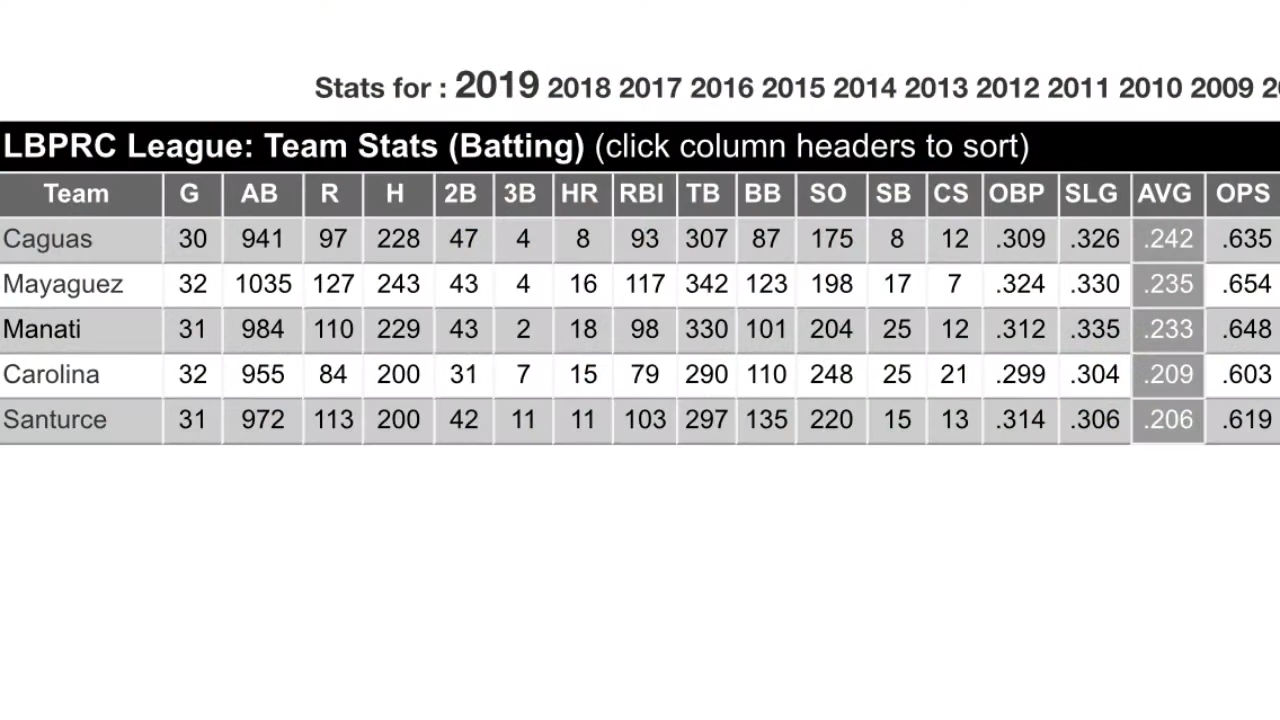 Stats for : 2019 2018 2017 2016 2015 2014 2013 2012 2011 2010 2009
LBPRC League: Team Stats (Batting) (click column headers to sort)
Team G AB R H 2B 3B HR RBI TB BB SO SB CS OBP SLG AVG OPS
Caguas 30 941 97 228 47 4 8 93 307 87 175 8 12 .309 .326 .242 .635
Mayaguez 32 1035 127 243 43 4 16 117 342 123 198 17 7 .324 .330 .235 .654
Manati 31 984 110 229 43 2 18 98 330 101 204 25 12 .312 .335 .233 .648
Carolina 32 955 84 200 31 7 15 79 290 110 248 25 21 .299 .304 .209 .603
Santurce 31 972 113 200 42 11 11 103 297 135 220 15 13 .314 .306 .206 .619